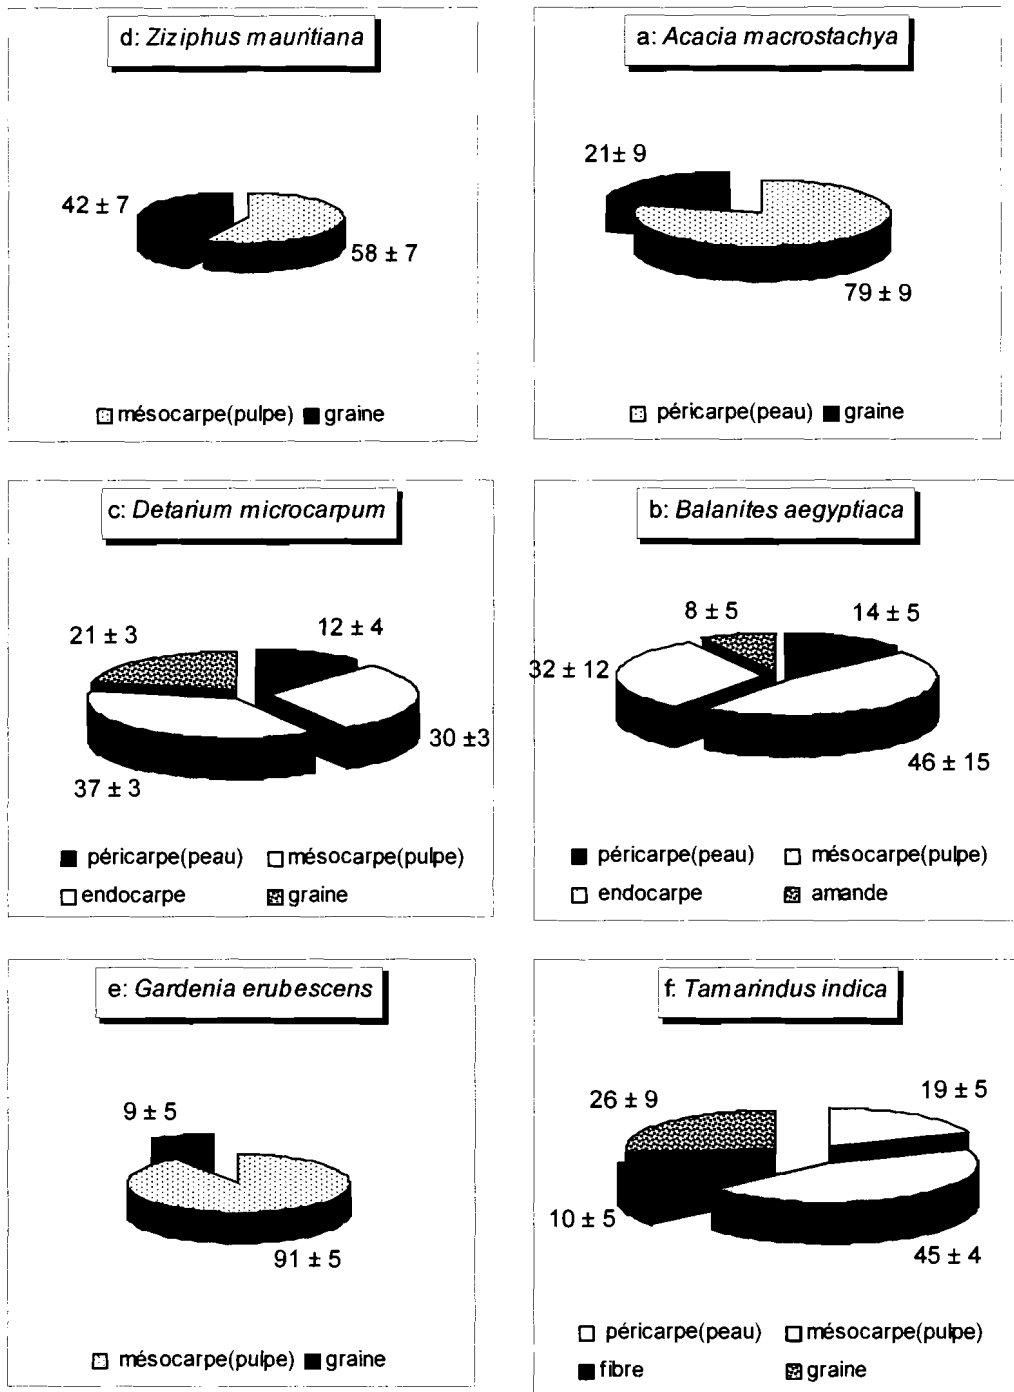 d: Ziziphus mauritiana
42 ± 7
58 ± 7
mésocarpe(pulpe) graine
a: Acacia macrostachya
21± 9
79 ± 9
péricarpe(peau) graine
c: Detarium microcarpum
21 ± 3
12 ± 4
30 ±3
37 ± 3
péricarpe(peau) mésocarpe(pulpe)
endocarpe graine
b: Balanites aegyptiaca
8 ± 5
14 ± 5
32 ± 12
46 ± 15
péricarpe(peau) mésocarpe(pulpe)
endocarpe amande
e: Gardenia erubescens
9 ± 5
91 ± 5
mésocarpe(pulpe) graine
f: Tamarindus indica
26 ± 9
19 ± 5
10 ± 5
45 ± 4
péricarpe(peau) mésocarpe(pulpe)
fibre graine